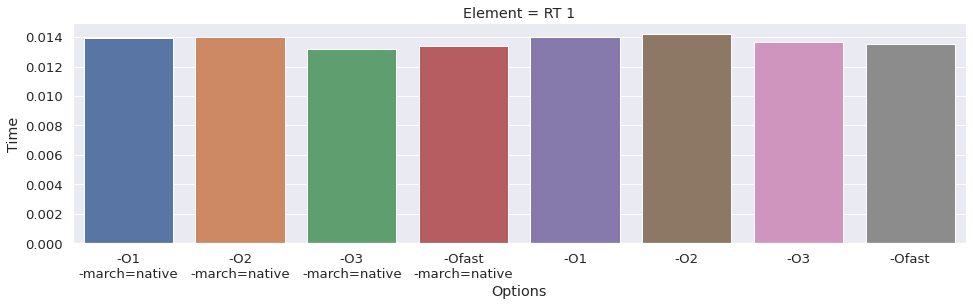 Element = RT 1
Time
0.014
0.012
0.010
0.008
0.006
0.004
0.002
0.000
-O1
-march=native
-O2
-march=native
-O3
-march=native
-Ofast
-march=native
-O1
-O2
-O3
-Ofast
Options